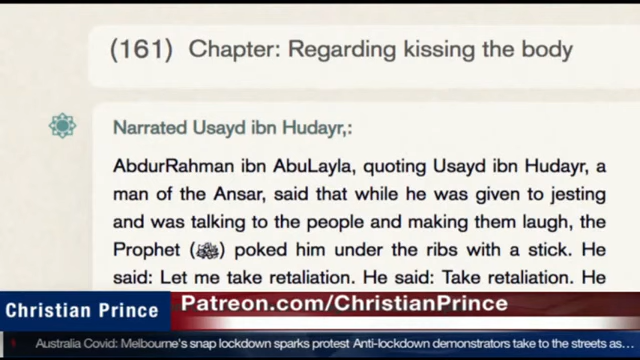 (161) Chapter: Regarding kissing the body
Narrated Usayd ibn Hudayr,:
AbdurRahman ibn AbuLayla, quoting Usayd ibn Hudayr, a
man of the Ansar, said that while he was given to jesting
and was talking to the people and making them laugh, the
Prophet (ﷺ) poked him under the ribs with a stick. He
said: Let me take retaliation. He said: Take retaliation. He
Christian Prince
Patreon.com/ChristianPrince
Australia Covid: Melbourne's snap lockdown sparks protest Anti-lockdown demonstrators take to the streets as...